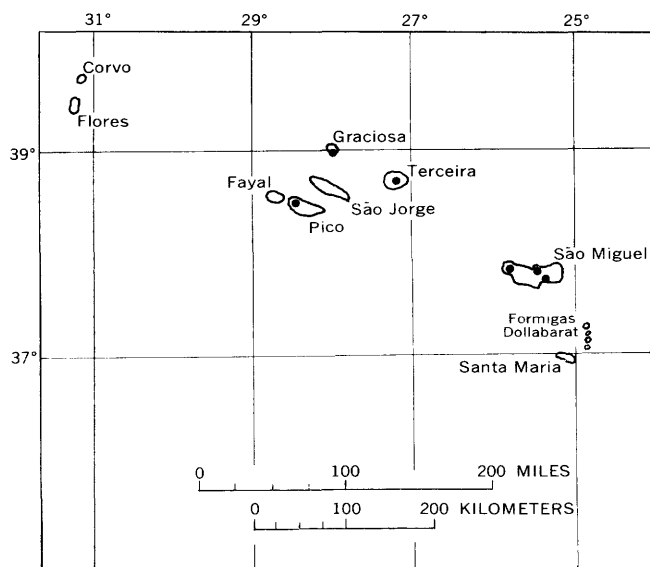 31° 29° 27° 25°
Corvo
Flores
Graciosa
39°
Terceira
Fayal
São Jorge
Pico
São Miguel
Formigas
Dollabarat
37°
Santa Maria
0 100 200 MILES
0 100 200 KILOMETERS